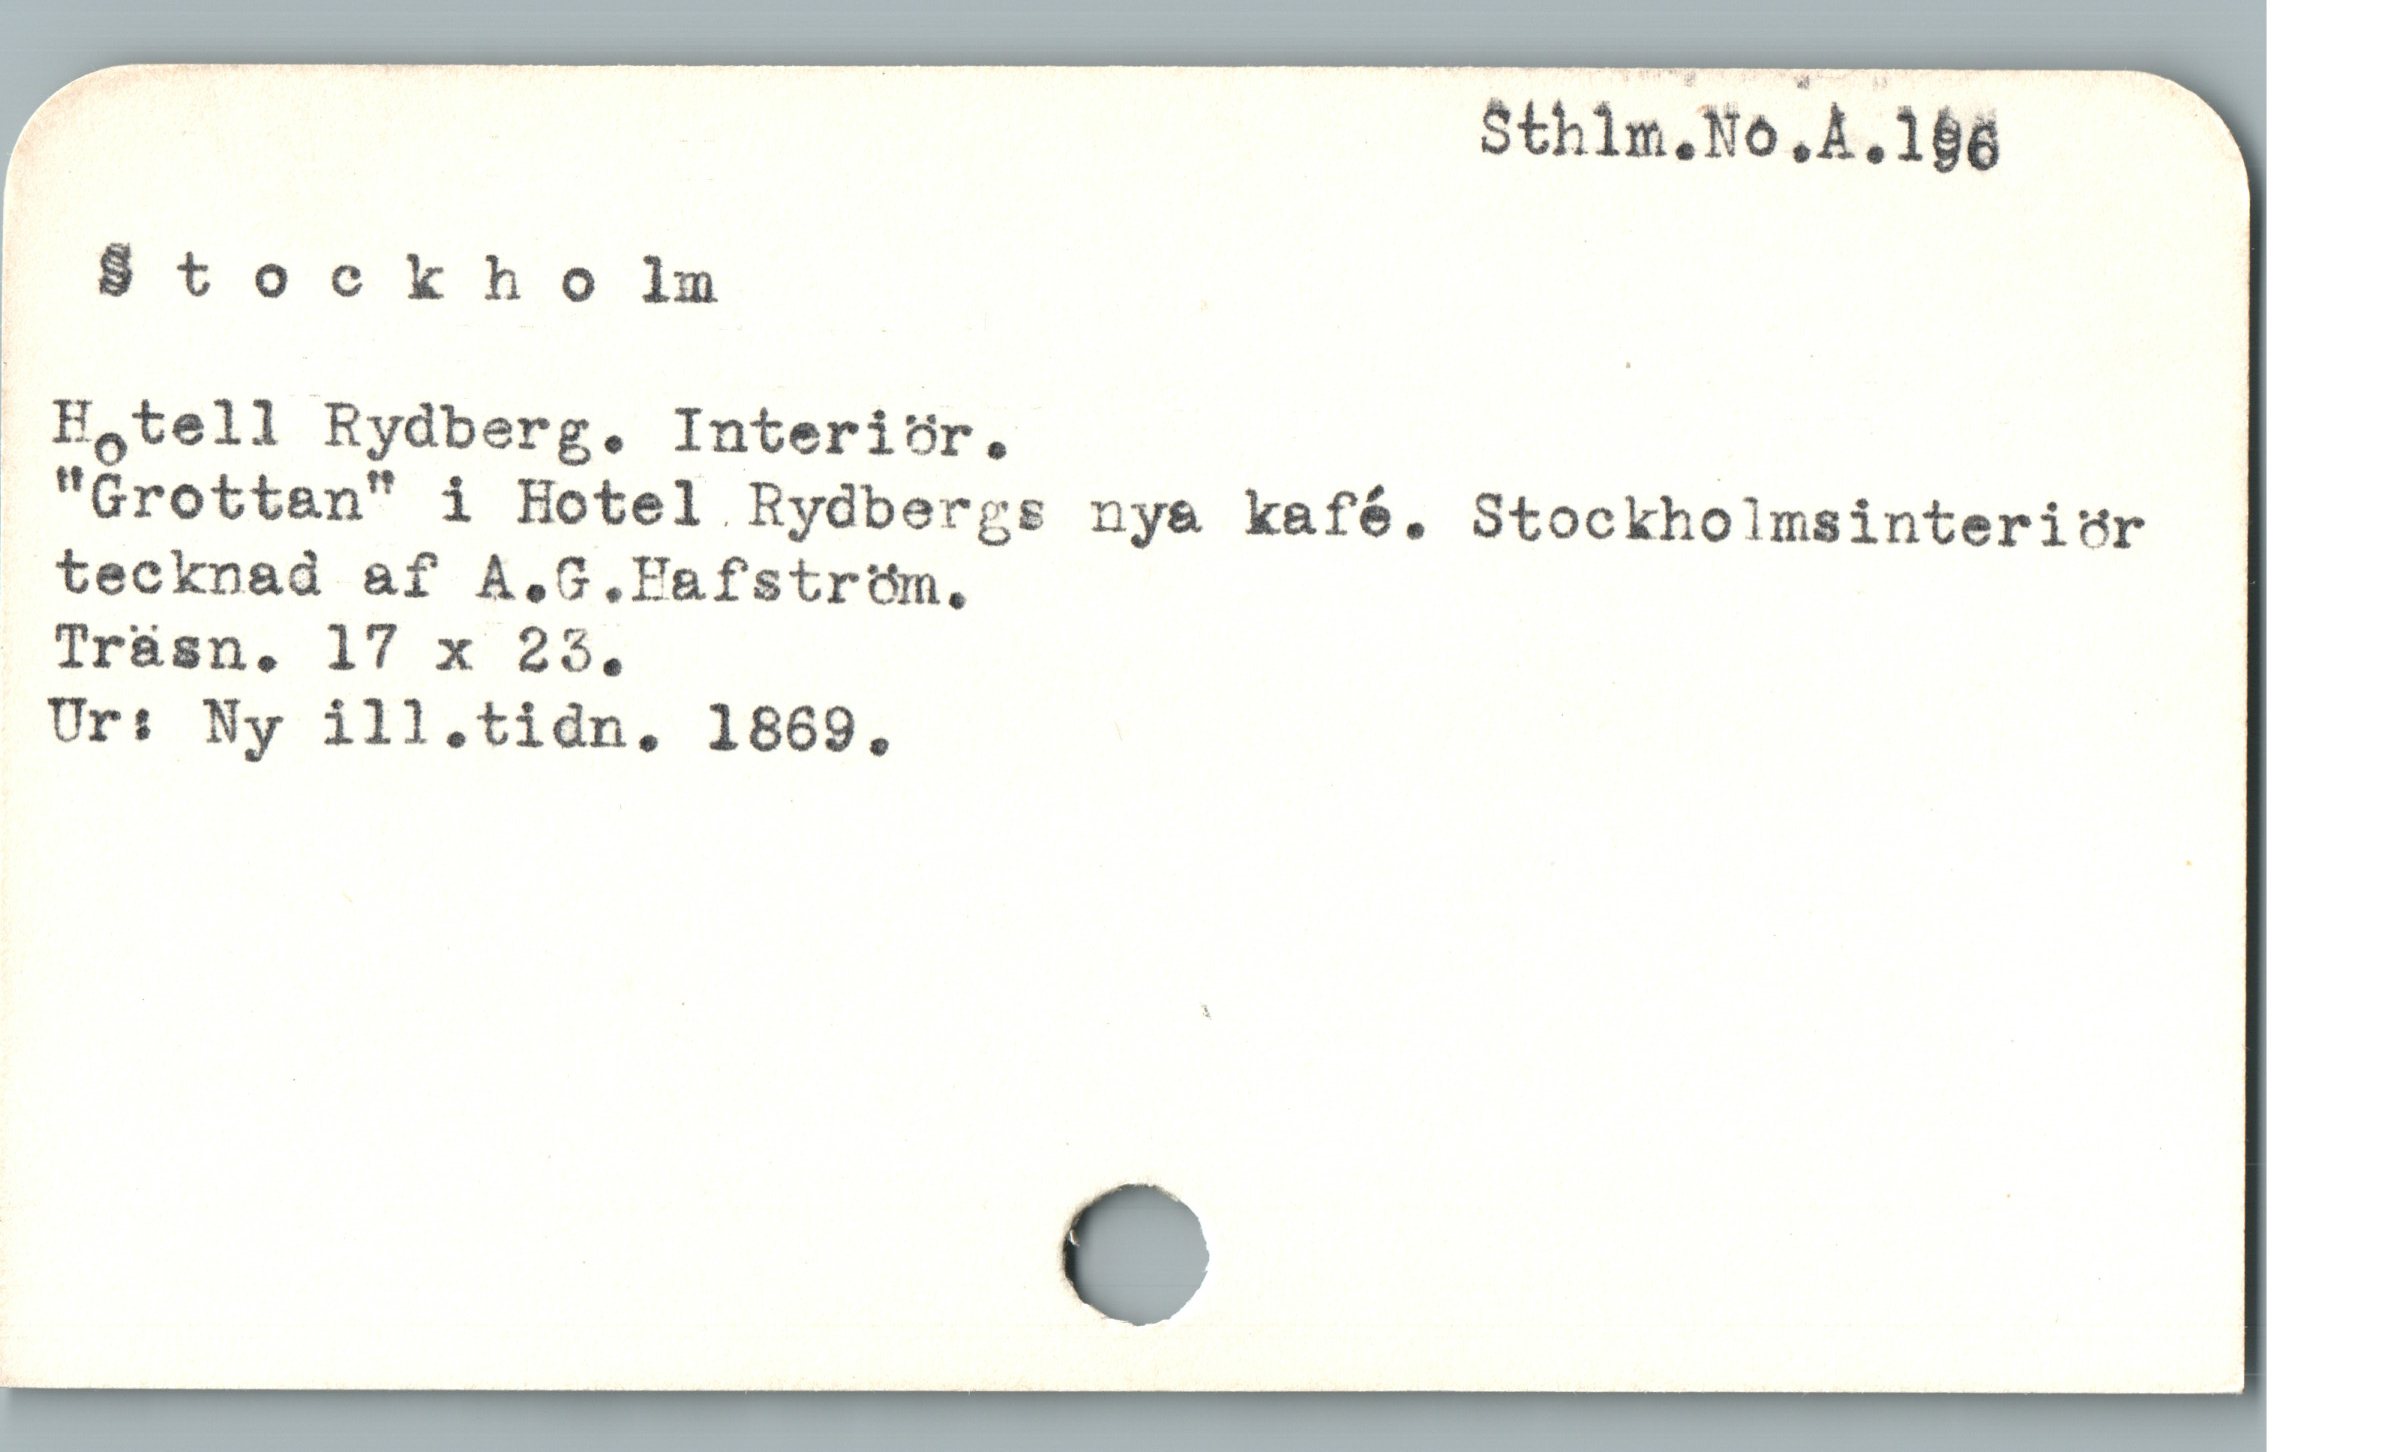 Sthlm.No.A.196
S t o c k h o lm
Hotell Rydberg. Interiör.
"Grottan" i Hotel Rydbergs nya kafé. Stockholmsinteriör
tecknad af A.G.Hafström.
Träsn. 17 x 23.
Ur: Ny ill.tidn. 1869.